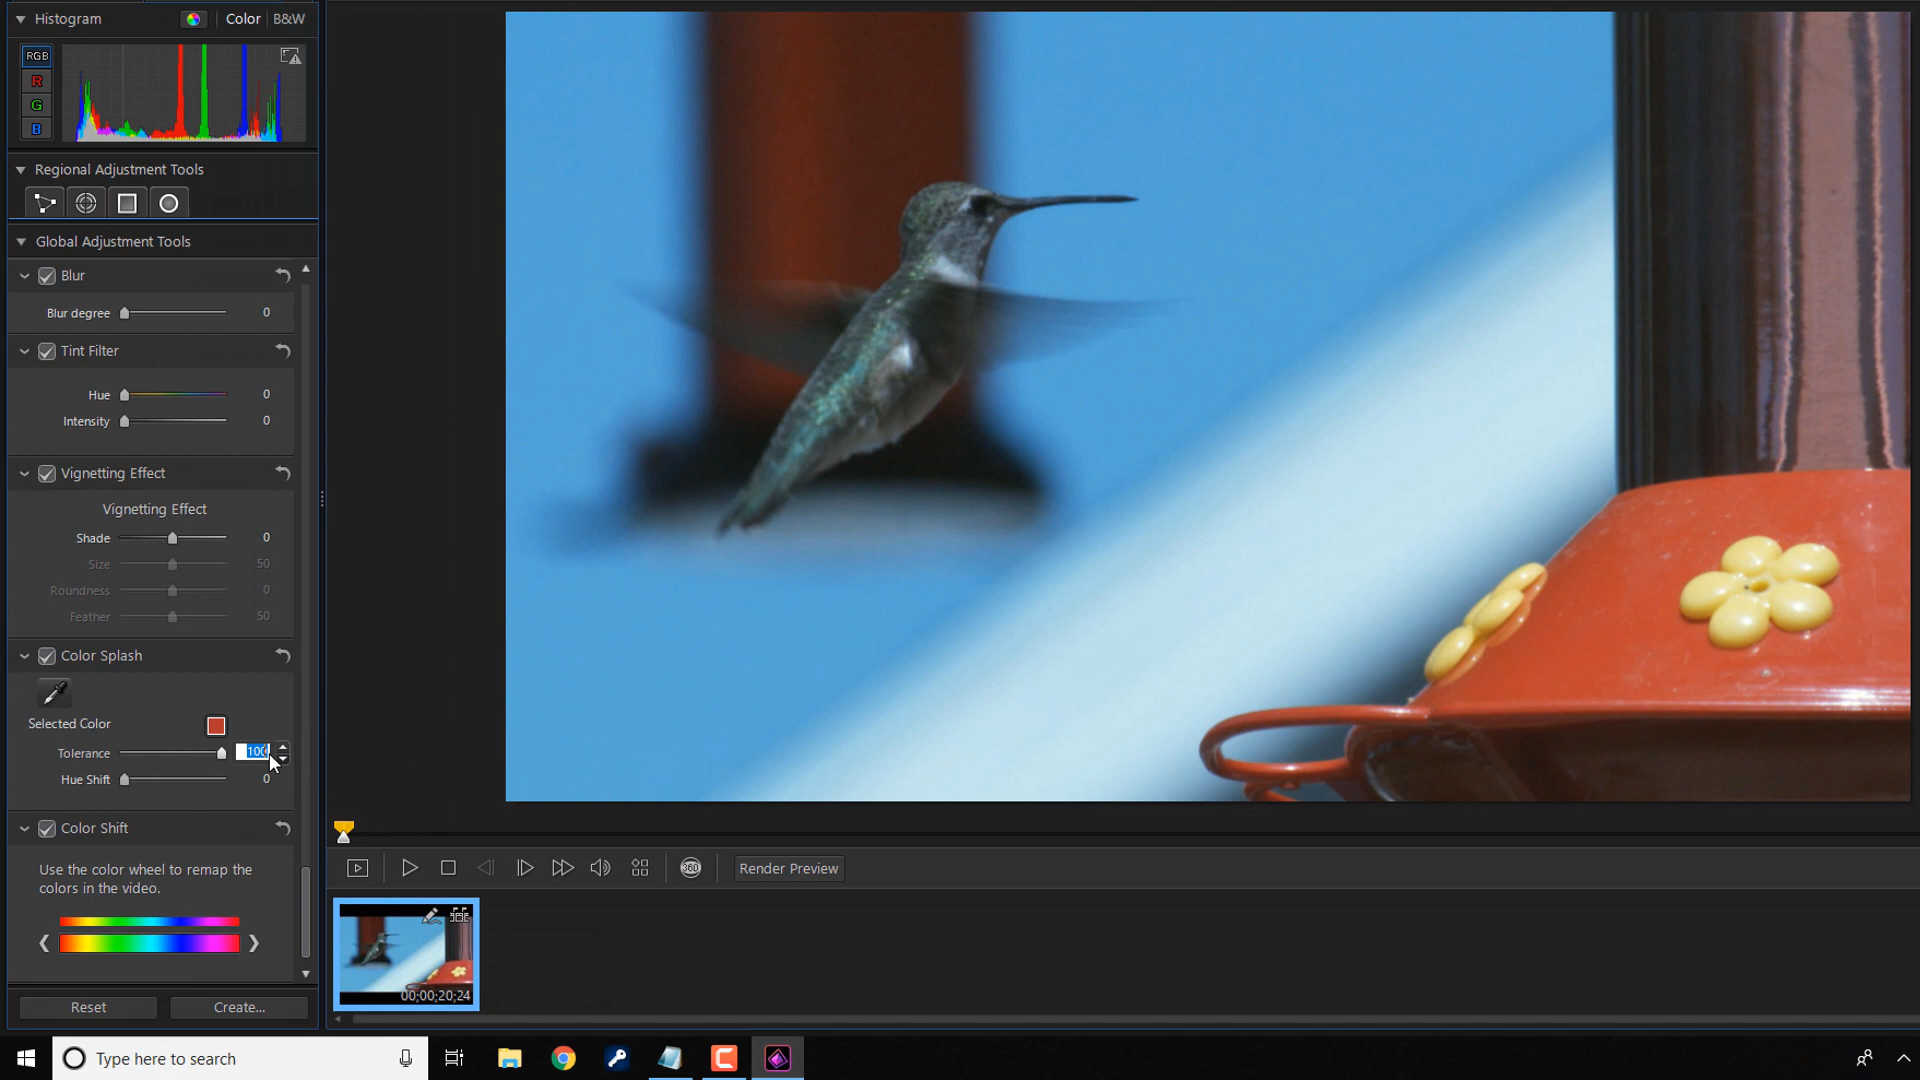 Histogram Color B&W
RGB
R
G
B
Regional Adjustment Tools
Global Adjustment Tools
Blur
Blur degree 0
Tint Filter
Hue 0
Intensity 0
Vignetting Effect
Vignetting Effect
Shade 0
Size 50
Roundness 0
Feather 50
Color Splash
Selected Color
Tolerance 100
Hue Shift 0
Color Shift
Use the color wheel to remap the
colors in the video.
Reset Create...
360 Render Preview
00;00;20;24
Type here to search